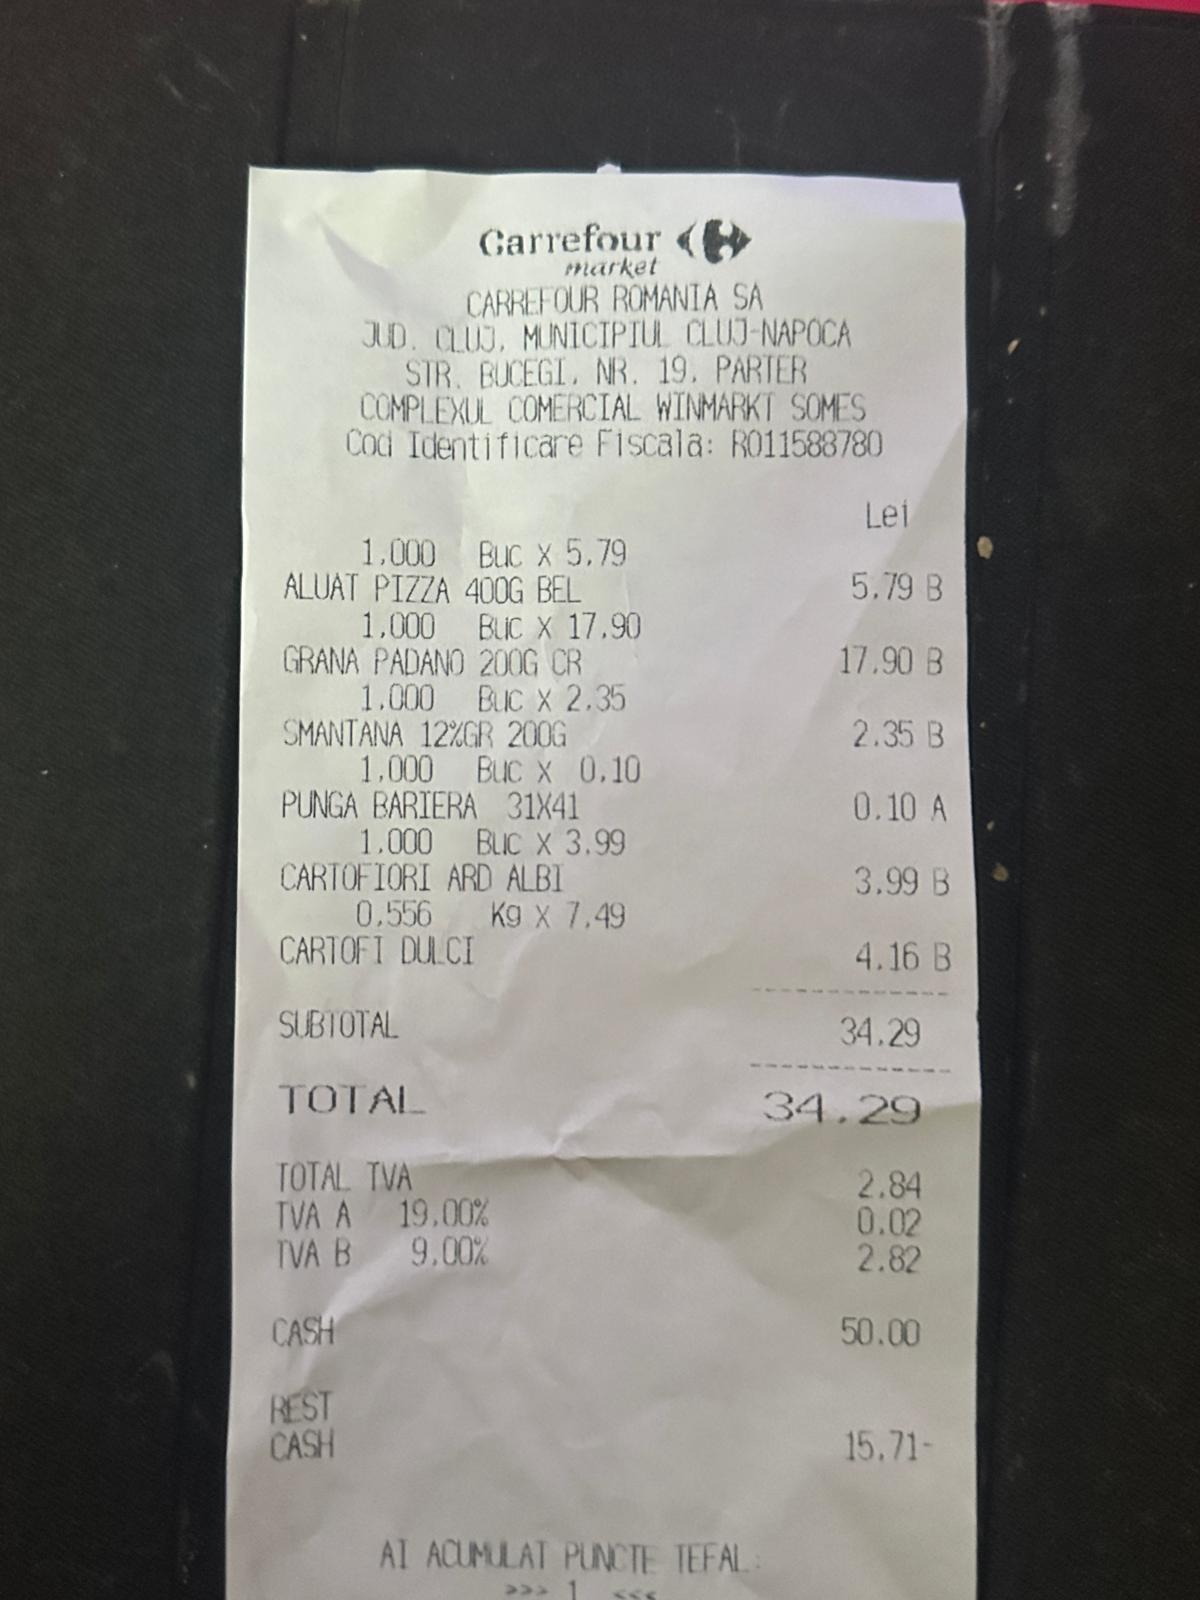 Carrefour
market
CARREFOUR ROMANIA SA
JUD. CLUJ, MUNICIPIUL CLUJ-NAPOCA
STR. BUCEGI, NR. 19, PARTER
COMPLEXUL COMERCIAL WINMARKT SOMES
Cod Identificare Fiscala: RO11588780
Lei
1,000 Buc X 5.79
ALUAT PIZZA 400G BEL 5.79 B
1,000 Buc X 17.90
GRANA PADANO 200G CR 17.90 B
1,000 Buc X 2.35
SMANTANA 12%GR 200G 2.35 B
1,000 Buc X 0.10
PUNGA BARIERA 31X41 0.10 A
1,000 Buc X 3.99
CARTOFIORI ARD ALBI 3.99 B
0,556 Kg X 7.49
CARTOFI DULCI 4.16 B
SUBTOTAL 34.29
TOTAL 34.29
TOTAL TVA 2.84
TVA A 19.00% 0.02
TVA B 9.00% 2.82
CASH 50.00
REST
CASH 15.71-
AI ACUMULAT PUNCTE TEFAL:
>>> 1 <<<